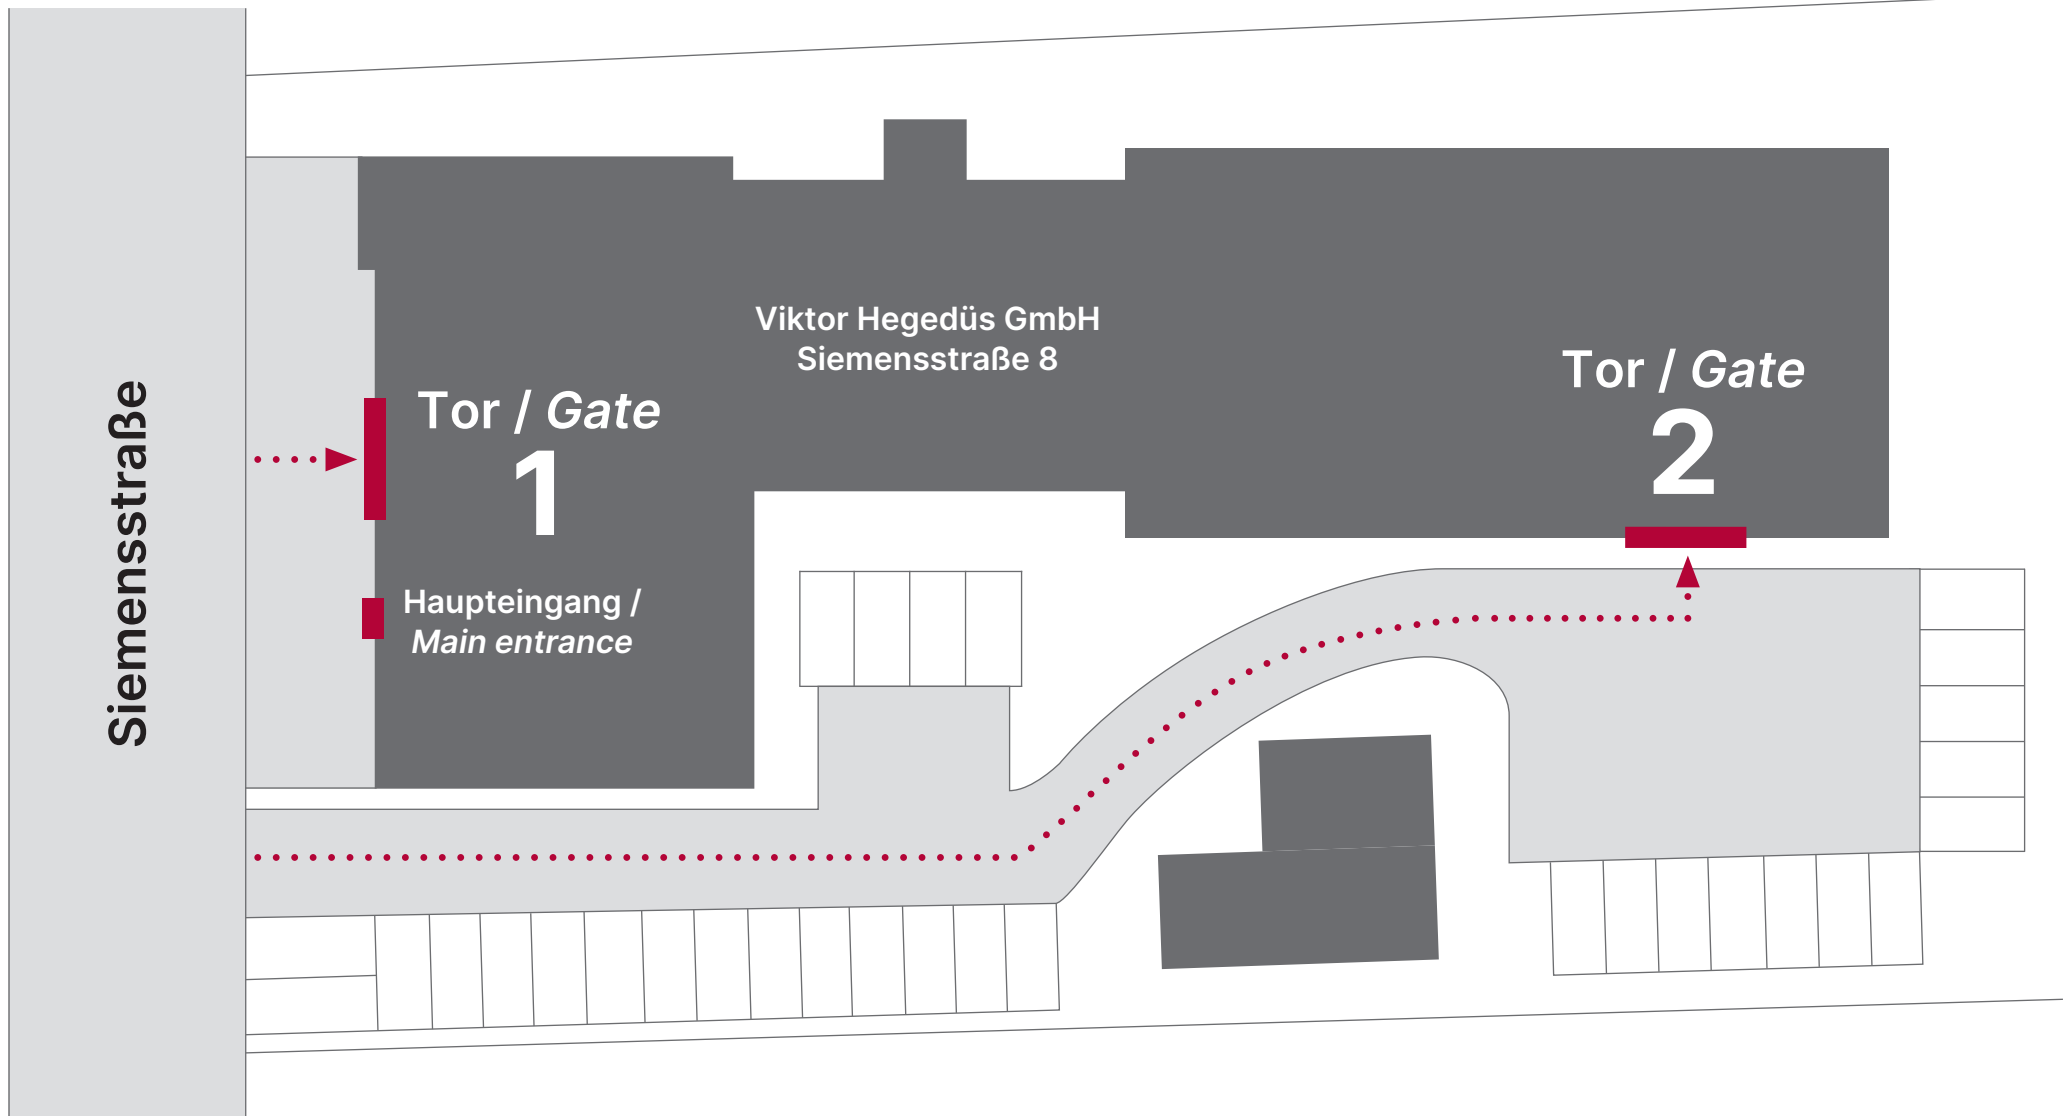 Siemensstraße
Viktor Hegedüs GmbH
Siemensstraße 8
Tor / Gate
1
Haupteingang /
Main entrance
Tor / Gate
2